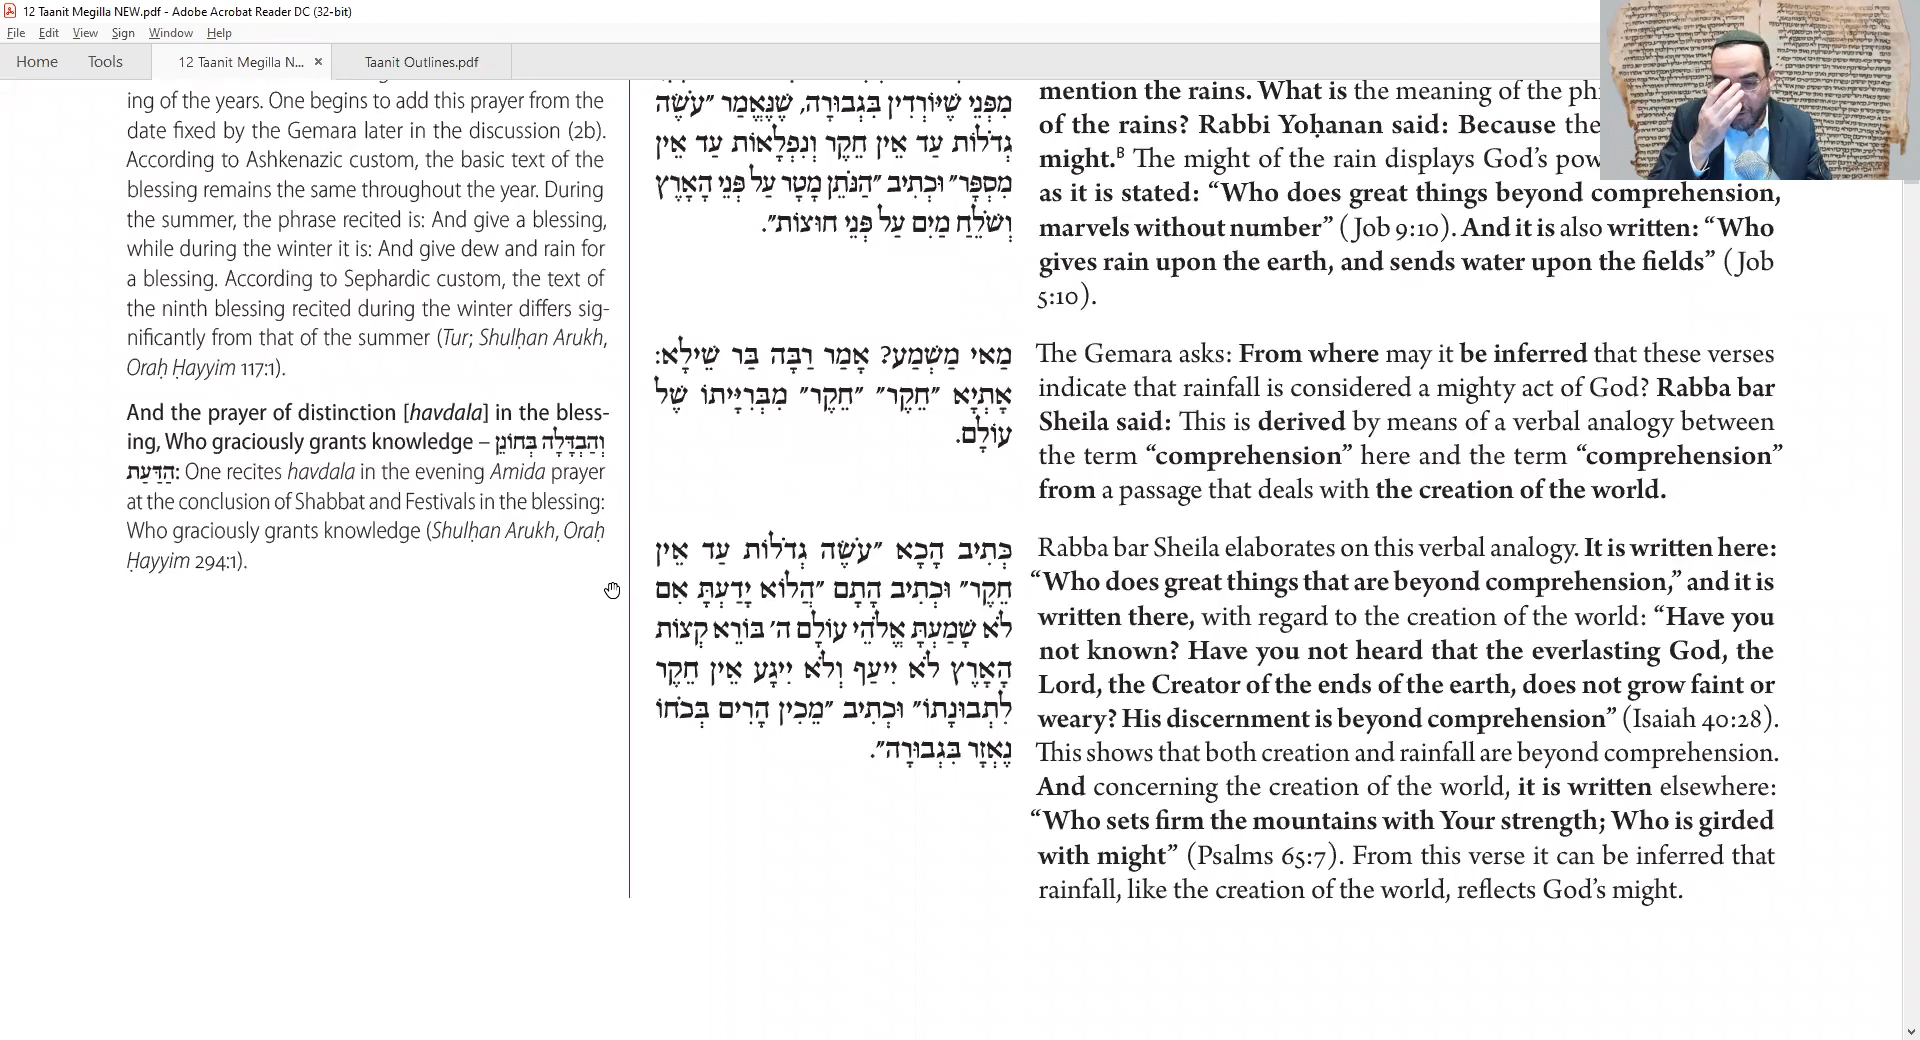 12 Taanit Megilla NEW.pdf - Adobe Acrobat Reader DC (32-bit)
File Edit View Sign Window Help
Home Tools 12 Taanit Megilla N... × Taanit Outlines.pdf
ing of the years. One begins to add this prayer from the
date fixed by the Gemara later in the discussion (2b).
According to Ashkenazic custom, the basic text of the
blessing remains the same throughout the year. During
the summer, the phrase recited is: And give a blessing,
while during the winter it is: And give dew and rain for
a blessing. According to Sephardic custom, the text of
the ninth blessing recited during the winter differs sig-
nificantly from that of the summer (Tur; Shulḥan Arukh,
Oraḥ Ḥayyim 117:1).
And the prayer of distinction [havdala] in the bless-
ing, Who graciously grants knowledge – וְהַבְדָּלָה בְּחוֹנֵן
הַדַּעַת: One recites havdala in the evening Amida prayer
at the conclusion of Shabbat and Festivals in the blessing:
Who graciously grants knowledge (Shulḥan Arukh, Oraḥ
Ḥayyim 294:1).
מִפְּנֵי שֶׁיּוֹרְדִין בִּגְבוּרָה, שֶׁנֶּאֱמַר ״עֹשֶׂה
גְדֹלוֹת עַד אֵין חֵקֶר וְנִפְלָאוֹת עַד אֵין
מִסְפָּר״ וּכְתִיב ״הַנֹּתֵן מָטָר עַל פְּנֵי הָאָרֶץ
וְשֹׁלֵחַ מַיִם עַל פְּנֵי חוּצוֹת״.
מַאי מַשְׁמַע? אָמַר רַבָּה בַּר שֵׁילָא:
אָתְיָא ״חֵקֶר״ ״חֵקֶר״ מִבְּרִיָּיתוֹ שֶׁל
עוֹלָם.
כְּתִיב הָכָא ״עֹשֶׂה גְדֹלוֹת עַד אֵין
חֵקֶר״ וּכְתִיב הָתָם ״הֲלוֹא יָדַעְתָּ אִם
לֹא שָׁמַעְתָּ אֱלֹהֵי עוֹלָם ה׳ בּוֹרֵא קְצוֹת
הָאָרֶץ לֹא יִיעַף וְלֹא יִיגָע אֵין חֵקֶר
לִתְבוּנָתוֹ״ וּכְתִיב ״מֵכִין הָרִים בְּכֹחוֹ
נֶאְזָר בִּגְבוּרָה״.
mention the rains. What is the meaning of the
of the rains? Rabbi Yoḥanan said: Because the
might.B The might of the rain displays God’s
as it is stated: “Who does great things beyond comprehension,
marvels without number” (Job 9:10). And it is also written: “Who
gives rain upon the earth, and sends water upon the fields” (Job
5:10).
The Gemara asks: From where may it be inferred that these verses
indicate that rainfall is considered a mighty act of God? Rabba bar
Sheila said: This is derived by means of a verbal analogy between
the term “comprehension” here and the term “comprehension”
from a passage that deals with the creation of the world.
Rabba bar Sheila elaborates on this verbal analogy. It is written here:
“Who does great things that are beyond comprehension,” and it is
written there, with regard to the creation of the world: “Have you
not known? Have you not heard that the everlasting God, the
Lord, the Creator of the ends of the earth, does not grow faint or
weary? His discernment is beyond comprehension” (Isaiah 40:28).
This shows that both creation and rainfall are beyond comprehension.
And concerning the creation of the world, it is written elsewhere:
“Who sets firm the mountains with Your strength; Who is girded
with might” (Psalms 65:7). From this verse it can be inferred that
rainfall, like the creation of the world, reflects God’s might.